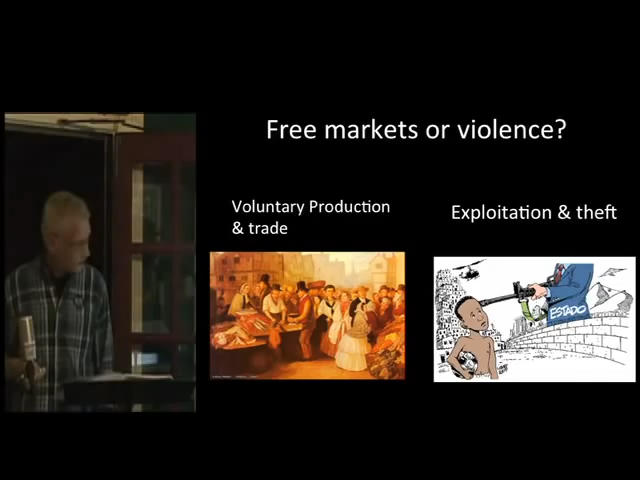 Free markets or violence?
Voluntary Production
& trade
Exploitation & theft
ESTADO